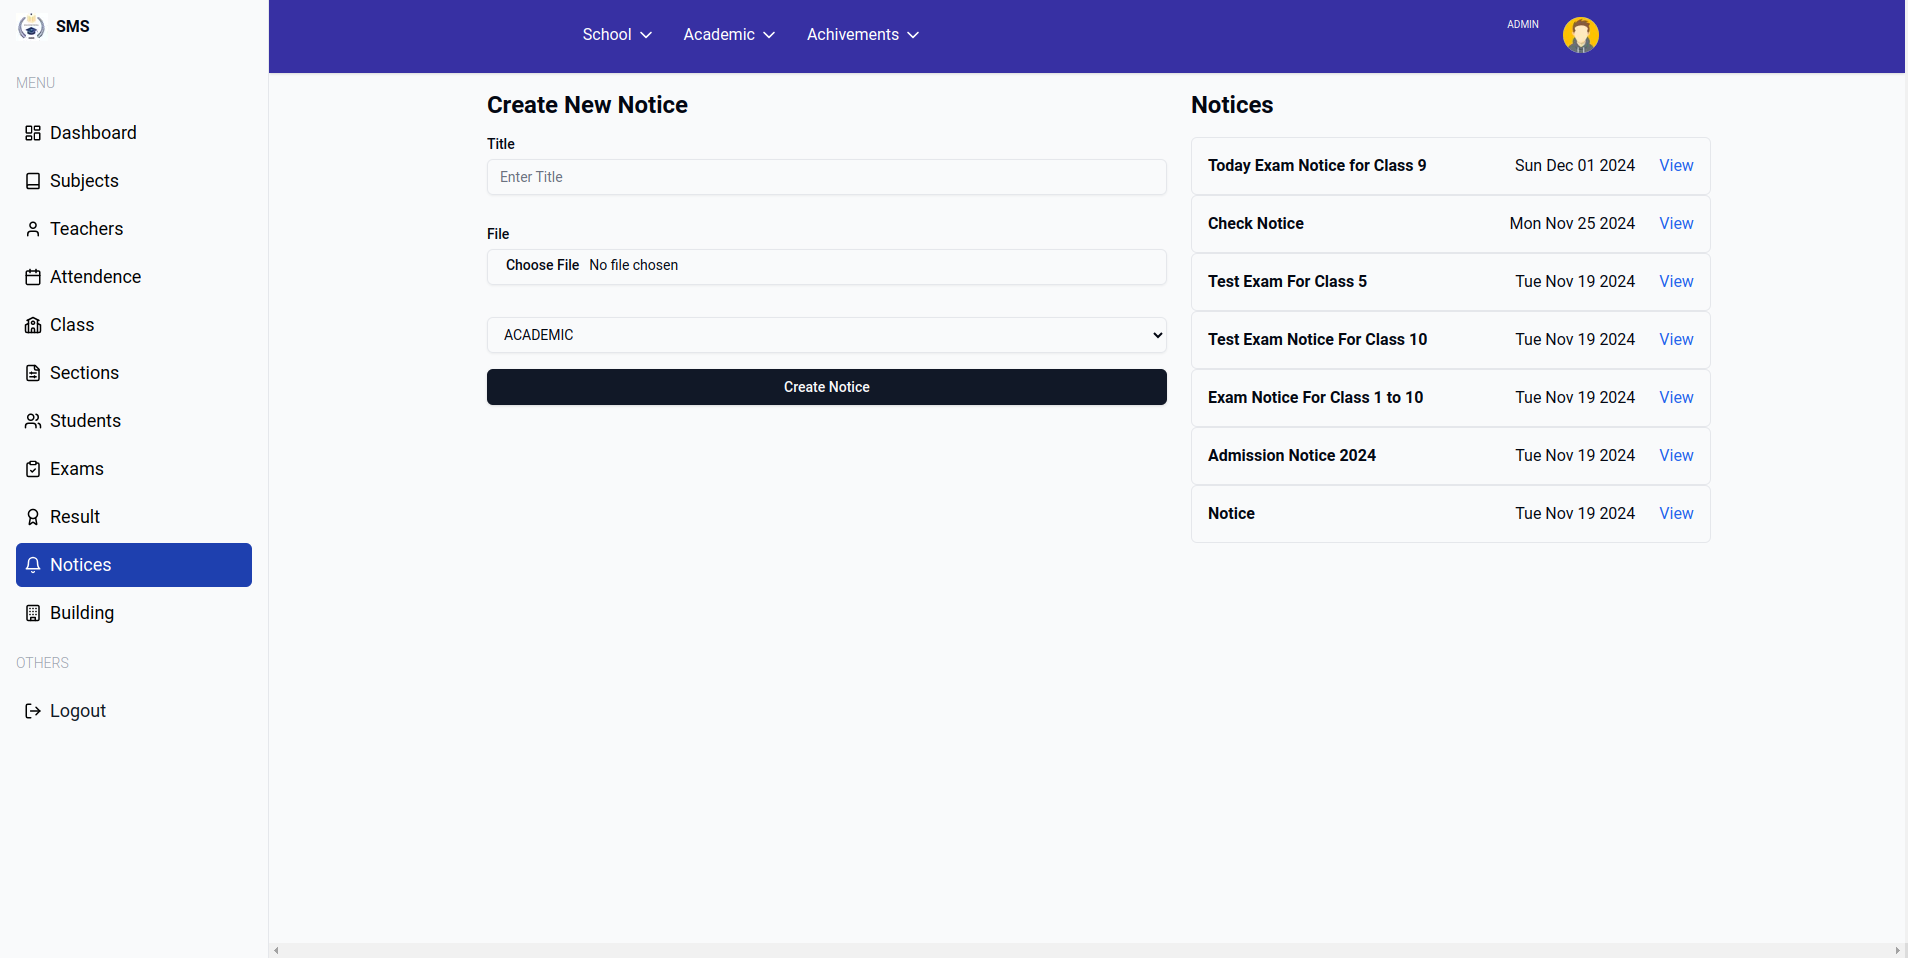 SMS
MENU
Dashboard
Subjects
Teachers
Attendence
Class
Sections
Students
Exams
Result
Notices
Building
OTHERS
Logout
School Academic Achivements ADMIN
Create New Notice
Title
Enter Title
File
Choose File No file chosen
ACADEMIC
Create Notice
Notices
Today Exam Notice for Class 9 Sun Dec 01 2024 View
Check Notice Mon Nov 25 2024 View
Test Exam For Class 5 Tue Nov 19 2024 View
Test Exam Notice For Class 10 Tue Nov 19 2024 View
Exam Notice For Class 1 to 10 Tue Nov 19 2024 View
Admission Notice 2024 Tue Nov 19 2024 View
Notice Tue Nov 19 2024 View